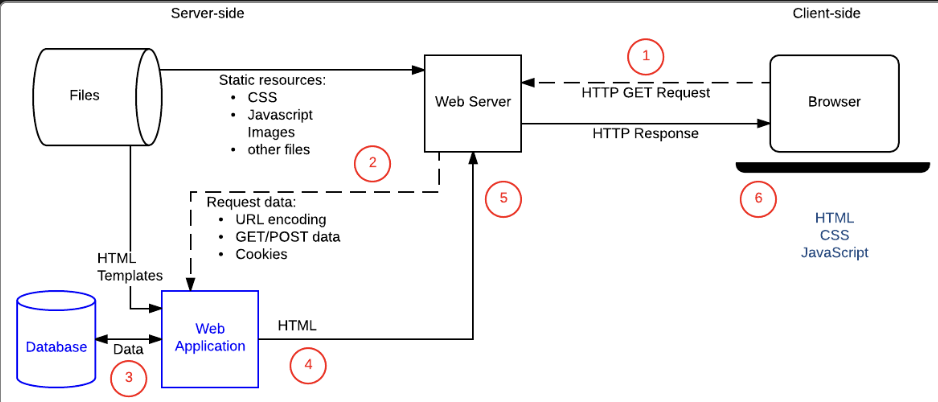 Server-side
Client-side
1
Files
Static resources:
• CSS
• Javascript
Images
• other files
Web Server
HTTP GET Request
HTTP Response
Browser
2
Request data:
• URL encoding
• GET/POST data
• Cookies
5
6
HTML
CSS
JavaScript
HTML
Templates
Database
Data
3
Web
Application
HTML
4